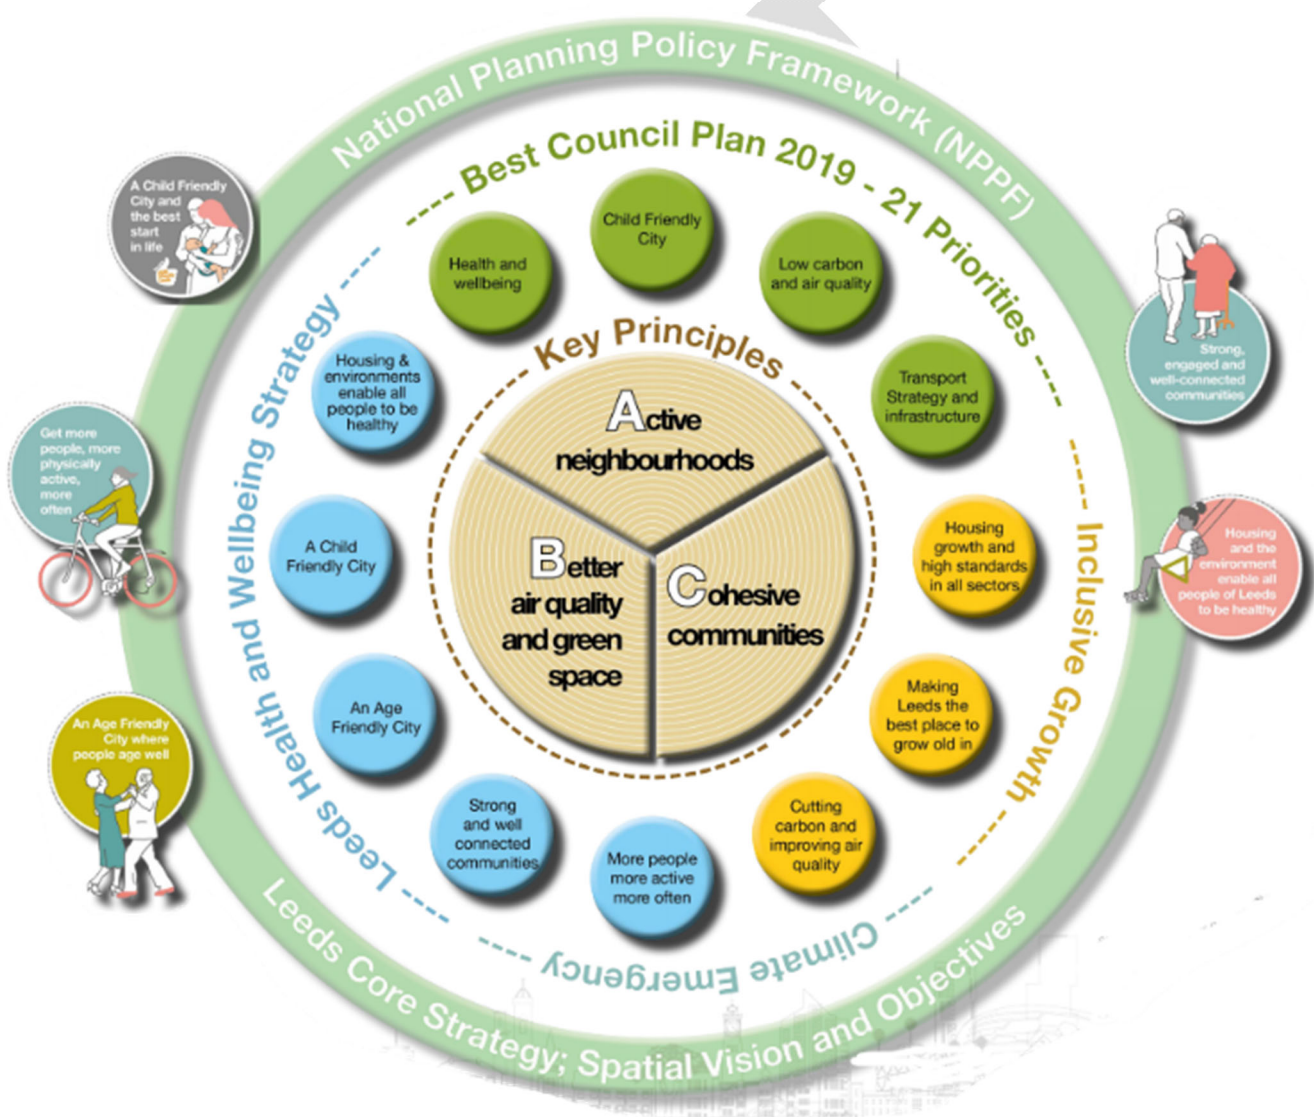 National Planning Policy Framework (NPPF)
Best Council Plan 2019 - 21 Priorities
Child Friendly
City
Health and
wellbeing
Low carbon
and air quality
Transport
Strategy and
infrastructure
Inclusive Growth
Housing
growth and
high standards
in all sectors
Making
Leeds the
best place to
grow old in
Cutting
carbon and
improving air
quality
Climate Emergency
Leeds Health and Wellbeing Strategy
Housing &
environments
enable all
people to be
healthy
A Child
Friendly City
An Age
Friendly City
Strong
and well
connected
communities
More people
more active
more often
Key Principles
Active
neighbourhoods
Better
air quality
and green
space
Cohesive
communities
A Child Friendly
City and
the best
start
in life
Get more
people, more
physically
active,
more
often
An Age Friendly
City where
people age well
Strong,
engaged and
well-connected
communities
Housing
and the
environment
enable all
people of Leeds
to be healthy
Leeds Core Strategy; Spatial Vision and Objectives